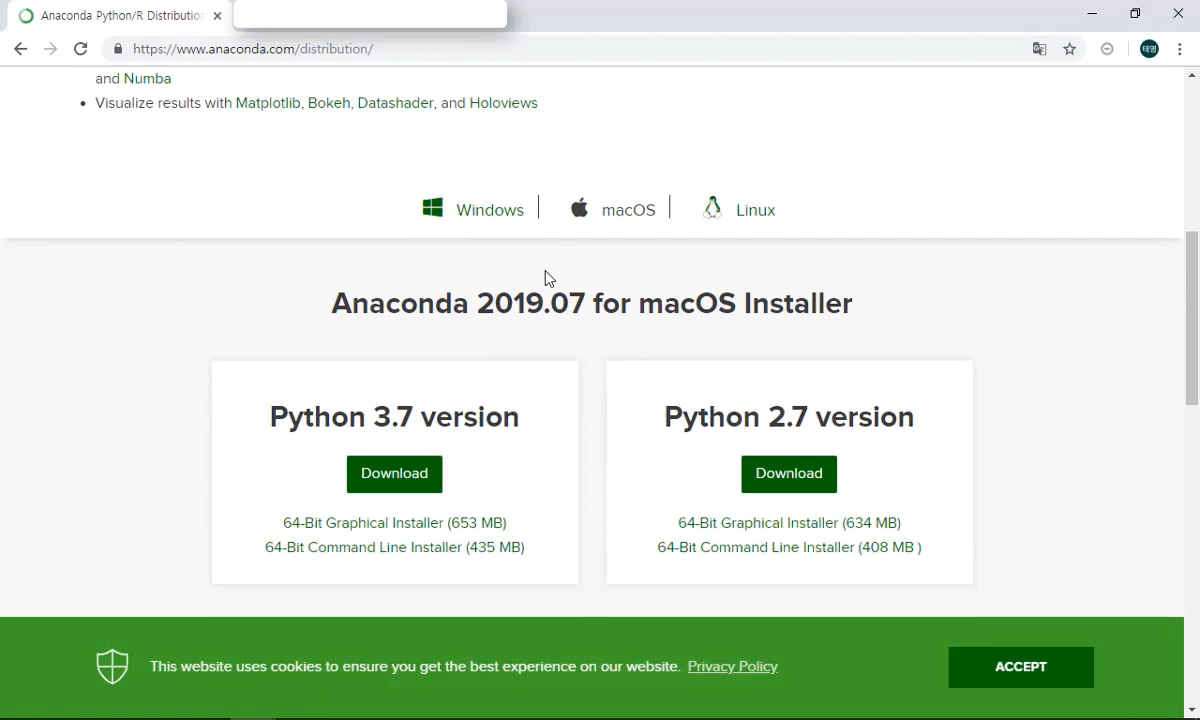 Anaconda Python/R Distribution
https://www.anaconda.com/distribution/
태영
and Numba
• Visualize results with Matplotlib, Bokeh, Datashader, and Holoviews
Windows
macOS
Linux
Anaconda 2019.07 for macOS Installer
Python 3.7 version
Download
64-Bit Graphical Installer (653 MB)
64-Bit Command Line Installer (435 MB)
Python 2.7 version
Download
64-Bit Graphical Installer (634 MB)
64-Bit Command Line Installer (408 MB )
This website uses cookies to ensure you get the best experience on our website. Privacy Policy
ACCEPT